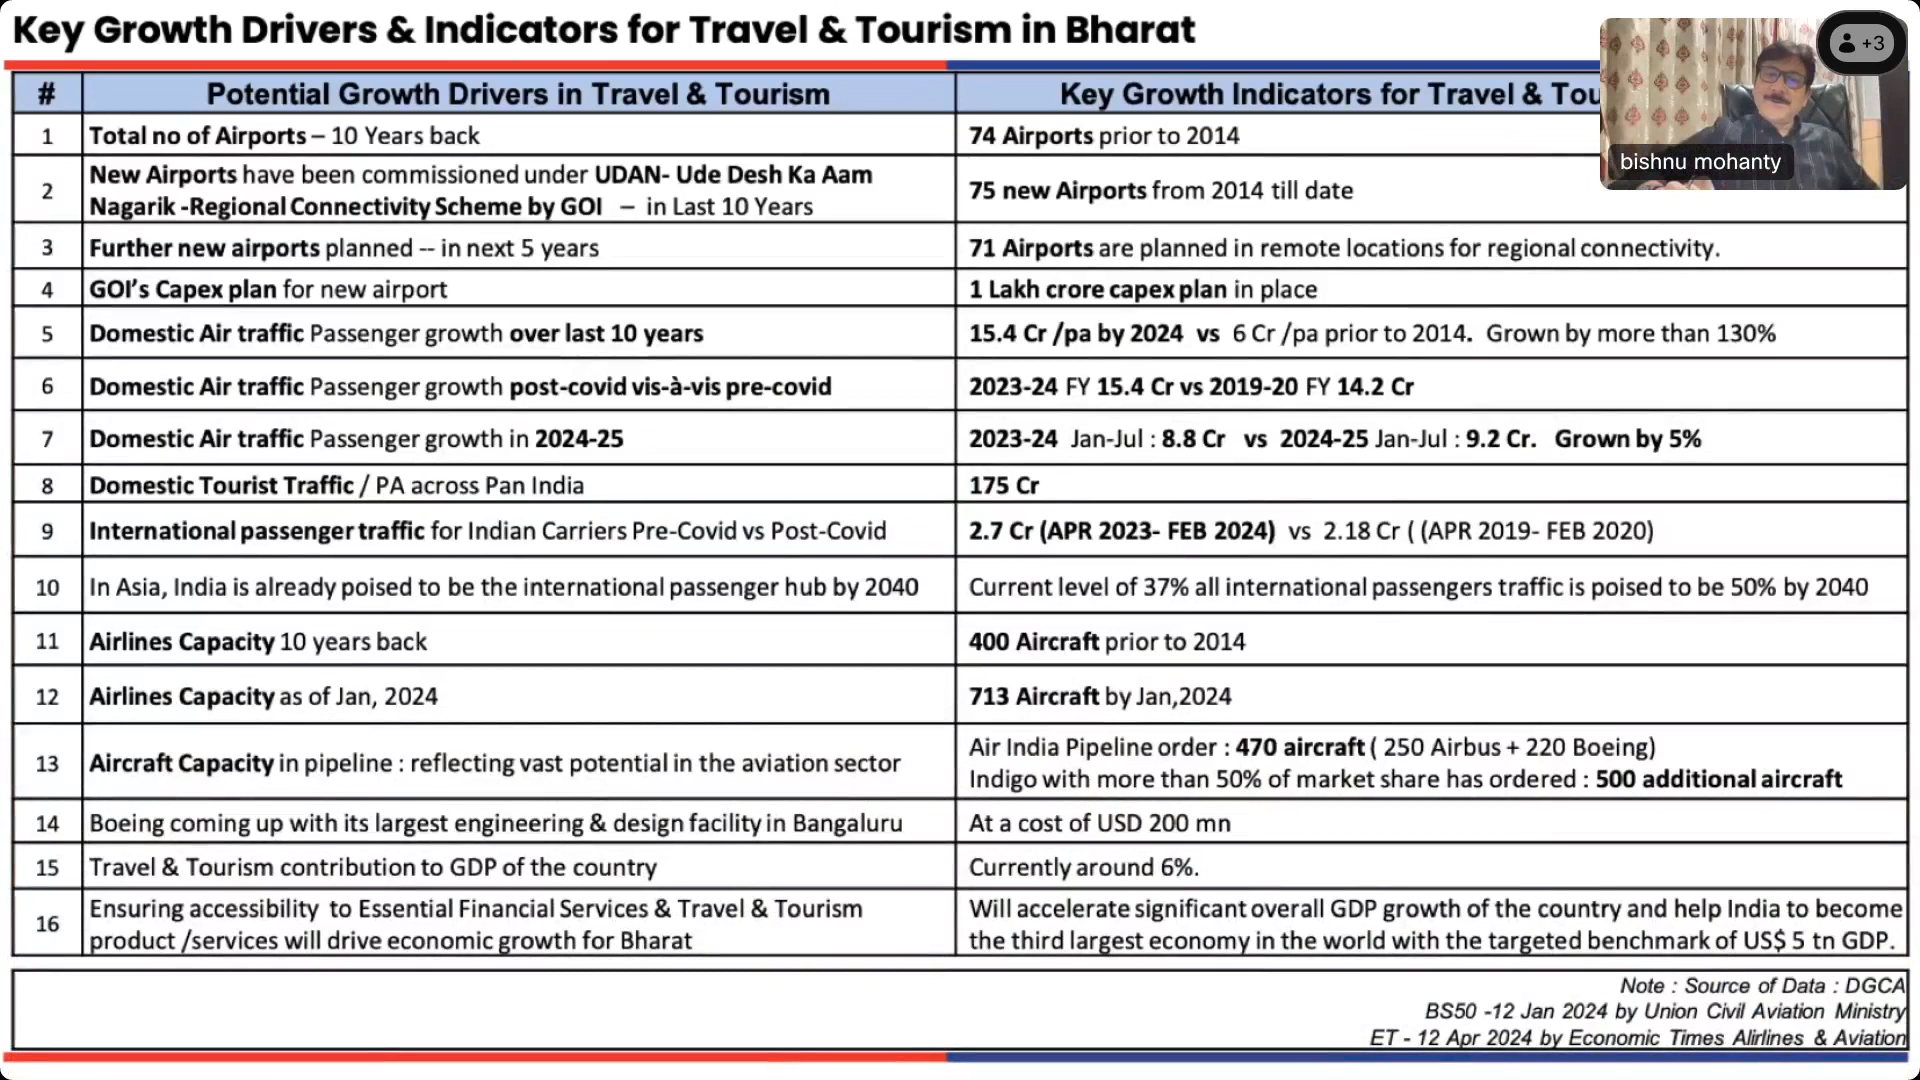 Key Growth Drivers & Indicators for Travel & Tourism in Bharat
+3
bishnu mohanty
# Potential Growth Drivers in Travel & Tourism Key Growth Indicators for Travel & Tou
1 Total no of Airports – 10 Years back 74 Airports prior to 2014
2 New Airports have been commissioned under UDAN- Ude Desh Ka Aam
Nagarik -Regional Connectivity Scheme by GOI – in Last 10 Years 75 new Airports from 2014 till date
3 Further new airports planned -- in next 5 years 71 Airports are planned in remote locations for regional connectivity.
4 GOI’s Capex plan for new airport 1 Lakh crore capex plan in place
5 Domestic Air traffic Passenger growth over last 10 years 15.4 Cr /pa by 2024 vs 6 Cr /pa prior to 2014. Grown by more than 130%
6 Domestic Air traffic Passenger growth post-covid vis-à-vis pre-covid 2023-24 FY 15.4 Cr vs 2019-20 FY 14.2 Cr
7 Domestic Air traffic Passenger growth in 2024-25 2023-24 Jan-Jul : 8.8 Cr vs 2024-25 Jan-Jul : 9.2 Cr. Grown by 5%
8 Domestic Tourist Traffic / PA across Pan India 175 Cr
9 International passenger traffic for Indian Carriers Pre-Covid vs Post-Covid 2.7 Cr (APR 2023- FEB 2024) vs 2.18 Cr ( (APR 2019- FEB 2020)
10 In Asia, India is already poised to be the international passenger hub by 2040 Current level of 37% all international passengers traffic is poised to be 50% by 2040
11 Airlines Capacity 10 years back 400 Aircraft prior to 2014
12 Airlines Capacity as of Jan, 2024 713 Aircraft by Jan,2024
13 Aircraft Capacity in pipeline : reflecting vast potential in the aviation sector Air India Pipeline order : 470 aircraft ( 250 Airbus + 220 Boeing)
Indigo with more than 50% of market share has ordered : 500 additional aircraft
14 Boeing coming up with its largest engineering & design facility in Bangaluru At a cost of USD 200 mn
15 Travel & Tourism contribution to GDP of the country Currently around 6%.
16 Ensuring accessibility to Essential Financial Services & Travel & Tourism
product /services will drive economic growth for Bharat Will accelerate significant overall GDP growth of the country and help India to become
the third largest economy in the world with the targeted benchmark of US$ 5 tn GDP.
Note : Source of Data : DGCA
BS50 -12 Jan 2024 by Union Civil Aviation Ministry
ET - 12 Apr 2024 by Economic Times Alirlines & Aviation